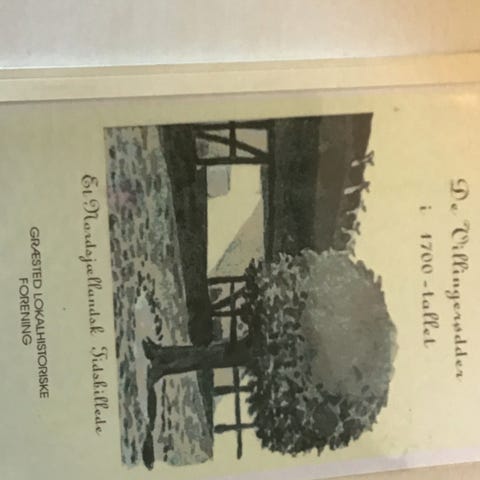 De Villingerødder
i 1700-tallet
Et Nordsjællandsk Tidsbillede
GRÆSTED LOKALHISTORISKE
FORENING